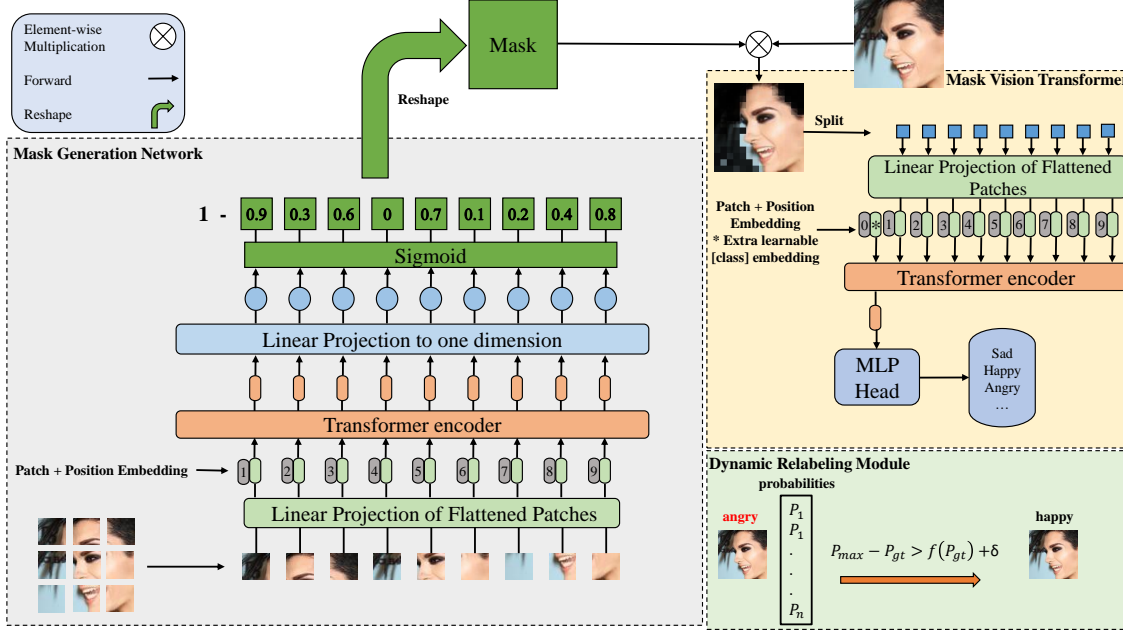 Element-wise
Multiplication
Forward
Reshape
Mask
Reshape
Mask Vision Transformer
Split
Linear Projection of Flattened
Patches
Patch + Position
Embedding
* Extra learnable
[class] embedding
0 * 1 2 3 4 5 6 7 8 9
Transformer encoder
MLP
Head
Sad
Happy
Angry
...
Mask Generation Network
1 - 0.9 0.3 0.6 0 0.7 0.1 0.2 0.4 0.8
Sigmoid
Linear Projection to one dimension
Transformer encoder
Patch + Position Embedding
1 2 3 4 5 6 7 8 9
Linear Projection of Flattened Patches
Dynamic Relabeling Module
probabilities
angry
P1
P1
.
.
.
Pn
Pmax − Pgt > f(Pgt) +δ
happy